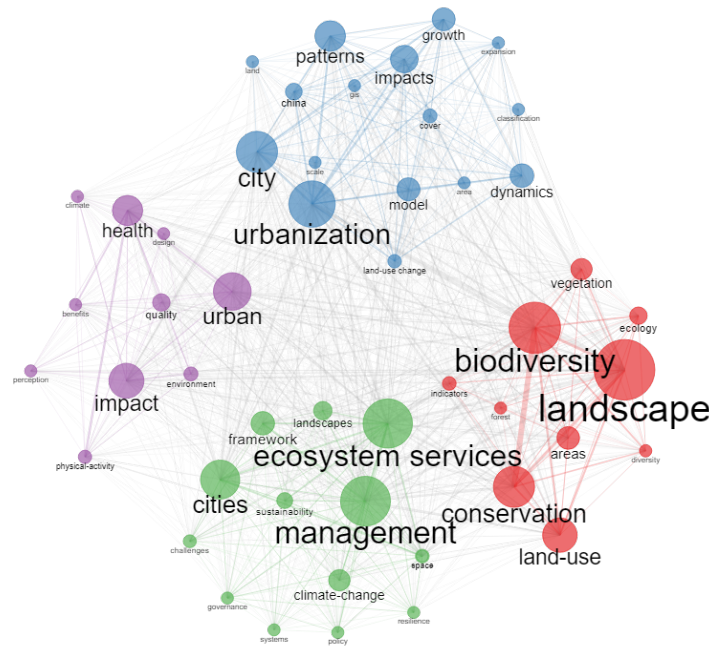 growth
expansion
patterns
land
impacts
gis
china
classification
cover
scale
city
area
dynamics
model
climate
health
design
urbanization
land-use change
vegetation
benefits
quality
urban
ecology
biodiversity
perception
environment
impact
indicators
landscape
forest
landscapes
framework
areas
diversity
ecosystem services
physical-activity
cities
sustainability
conservation
management
land-use
challenges
space
climate-change
governance
resilience
systems
policy